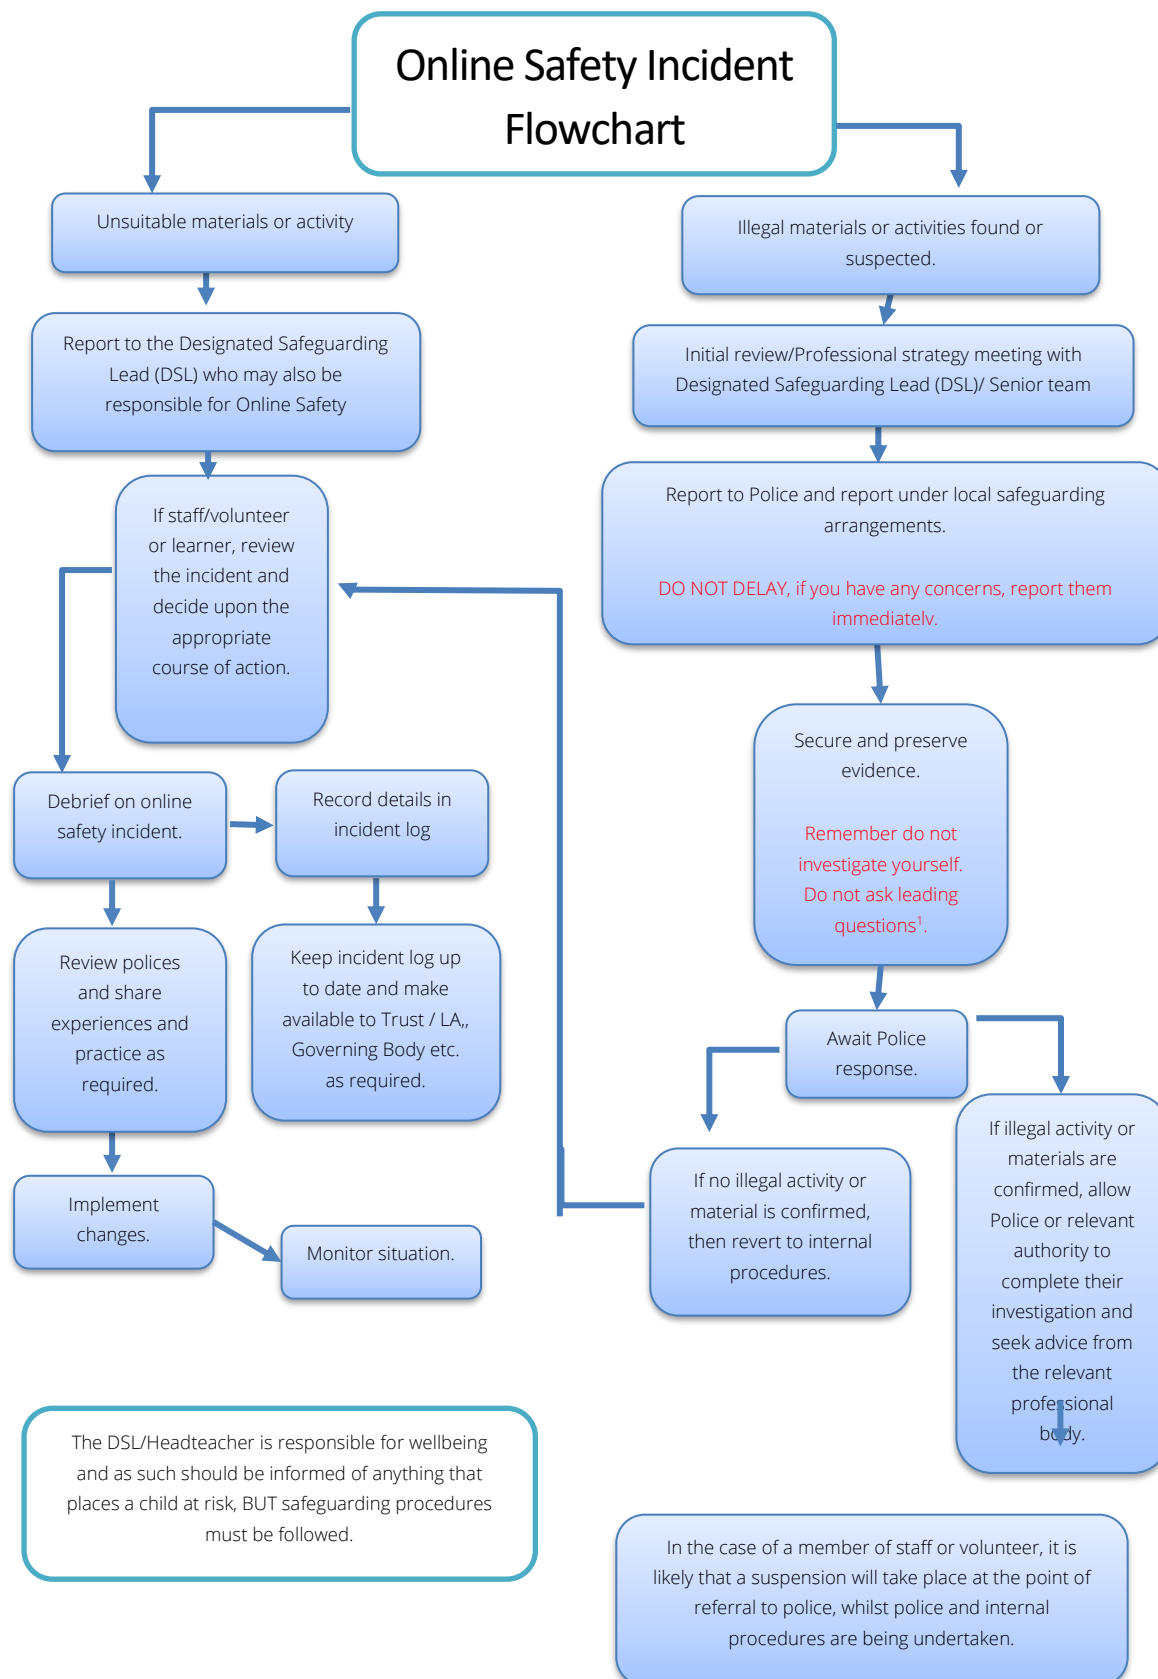 Online Safety Incident
Flowchart
Unsuitable materials or activity
Report to the Designated Safeguarding
Lead (DSL) who may also be
responsible for Online Safety
If staff/volunteer
or learner, review
the incident and
decide upon the
appropriate
course of action.
Debrief on online
safety incident.
Record details in
incident log
Review polices
and share
experiences and
practice as
required.
Keep incident log up
to date and make
available to Trust / LA,,
Governing Body etc.
as required.
Implement
changes.
Monitor situation.
Illegal materials or activities found or
suspected.
Initial review/Professional strategy meeting with
Designated Safeguarding Lead (DSL)/ Senior team
Report to Police and report under local safeguarding
arrangements.
DO NOT DELAY, if you have any concerns, report them
immediately.
Secure and preserve
evidence.
Remember do not
investigate yourself.
Do not ask leading
questions¹.
Await Police
response.
If no illegal activity or
material is confirmed,
then revert to internal
procedures.
If illegal activity or
materials are
confirmed, allow
Police or relevant
authority to
complete their
investigation and
seek advice from
the relevant
professional
body.
The DSL/Headteacher is responsible for wellbeing
and as such should be informed of anything that
places a child at risk, BUT safeguarding procedures
must be followed.
In the case of a member of staff or volunteer, it is
likely that a suspension will take place at the point of
referral to police, whilst police and internal
procedures are being undertaken.